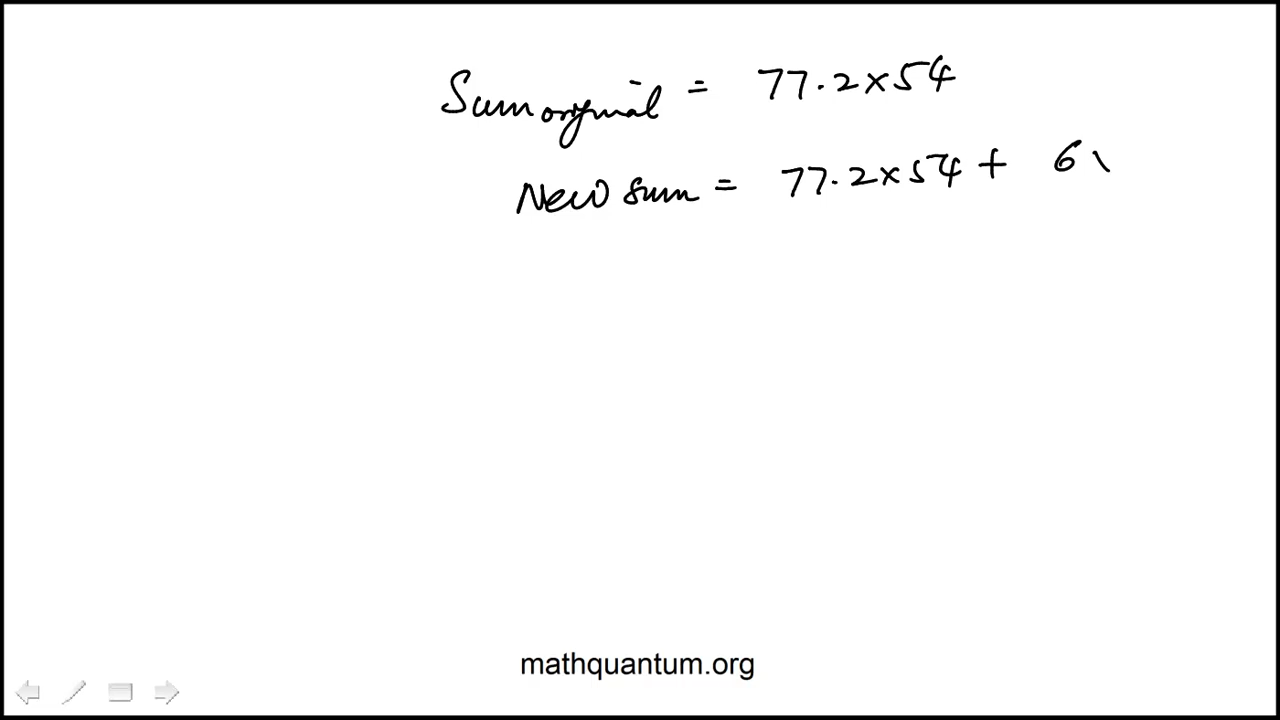 Sum original = 77.2×54
New sum = 77.2×54 + 6
mathquantum.org